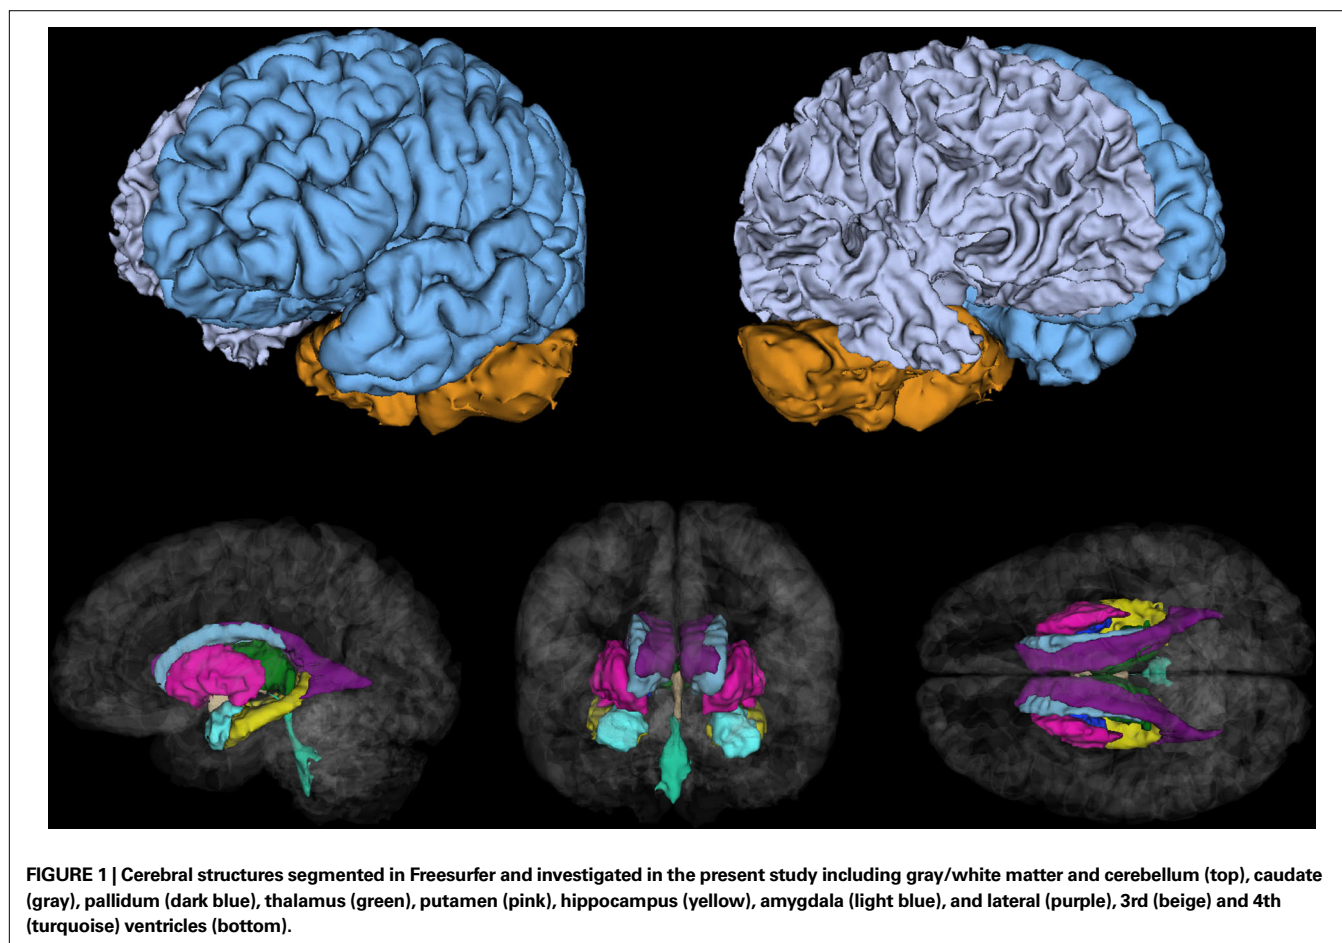 FIGURE 1 | Cerebral structures segmented in Freesurfer and investigated in the present study including gray/white matter and cerebellum (top), caudate
(gray), pallidum (dark blue), thalamus (green), putamen (pink), hippocampus (yellow), amygdala (light blue), and lateral (purple), 3rd (beige) and 4th
(turquoise) ventricles (bottom).